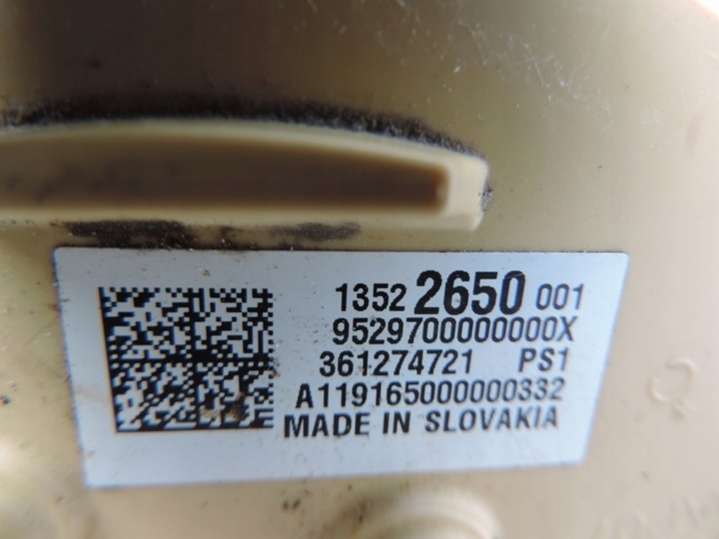 1352 2650 001
9529700000000X
361274721 PS1
A119165000000332
MADE IN SLOVAKIA